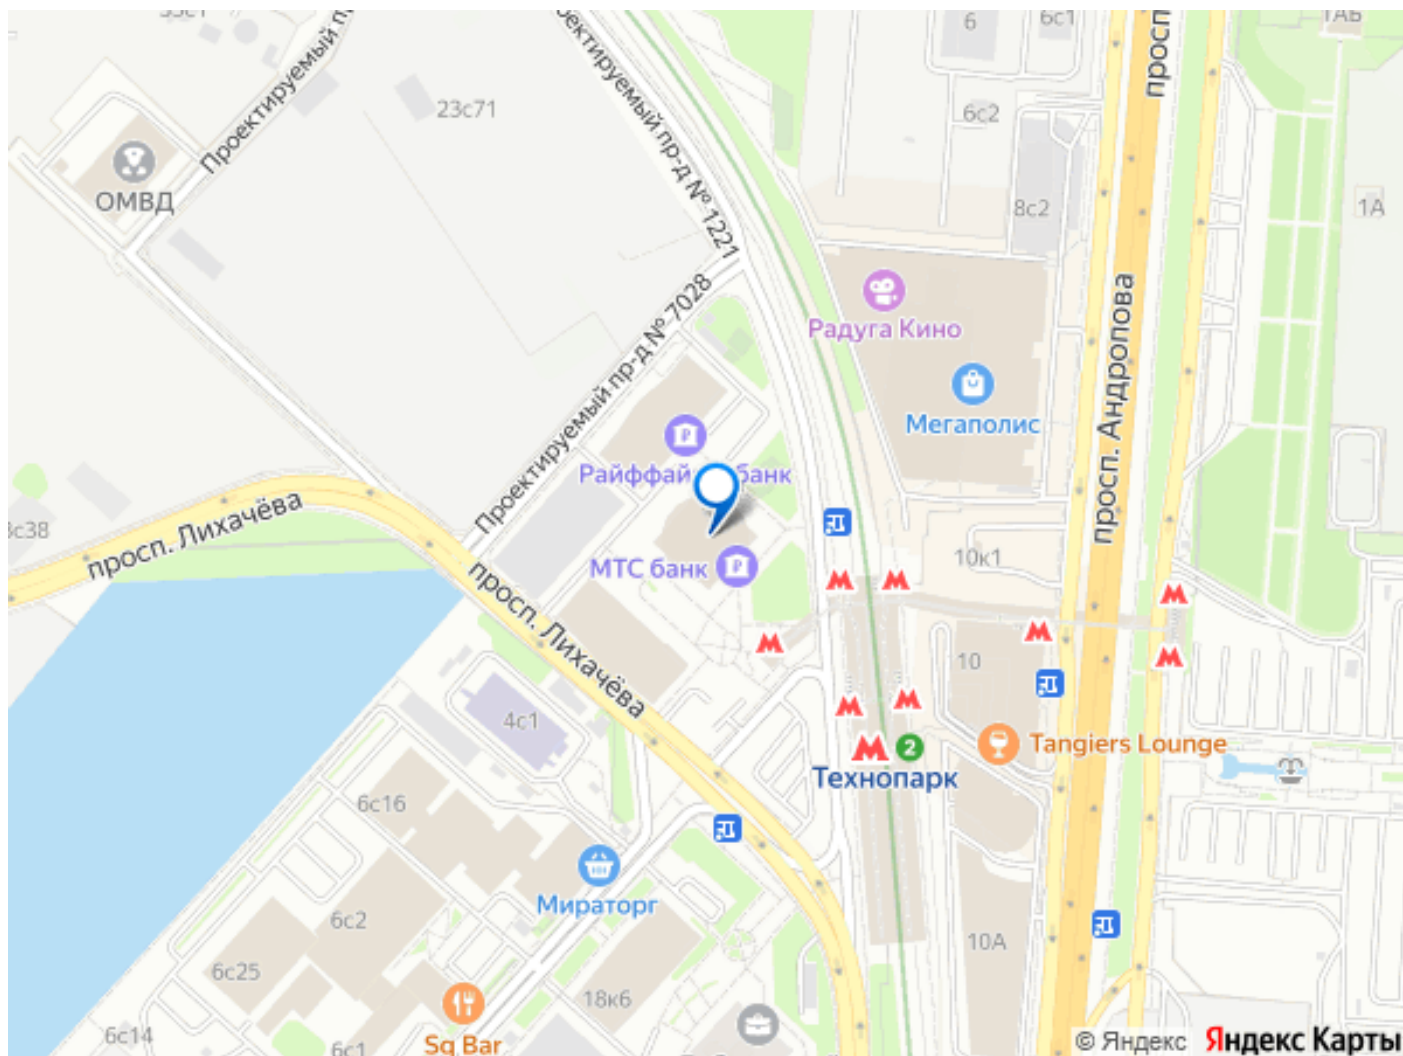 6
6с1
1АБ
просп
Проектируемый
Проектируемый пр-д № 1221
23с71
6с2
ОМВД
8с2
1А
Проектируемый пр-д № 7028
Радуга Кино
просп. Андропова
Мегаполис
Райффай банк
просп. Лихачёва
10к1
МТС банк
просп. Лихачёва
10
4с1
2
Tangiers Lounge
Технопарк
6с16
Мираторг
6с2
10А
6с25
18к6
6с14
6с1
Sq Bar
© Яндекс Яндекс Карты